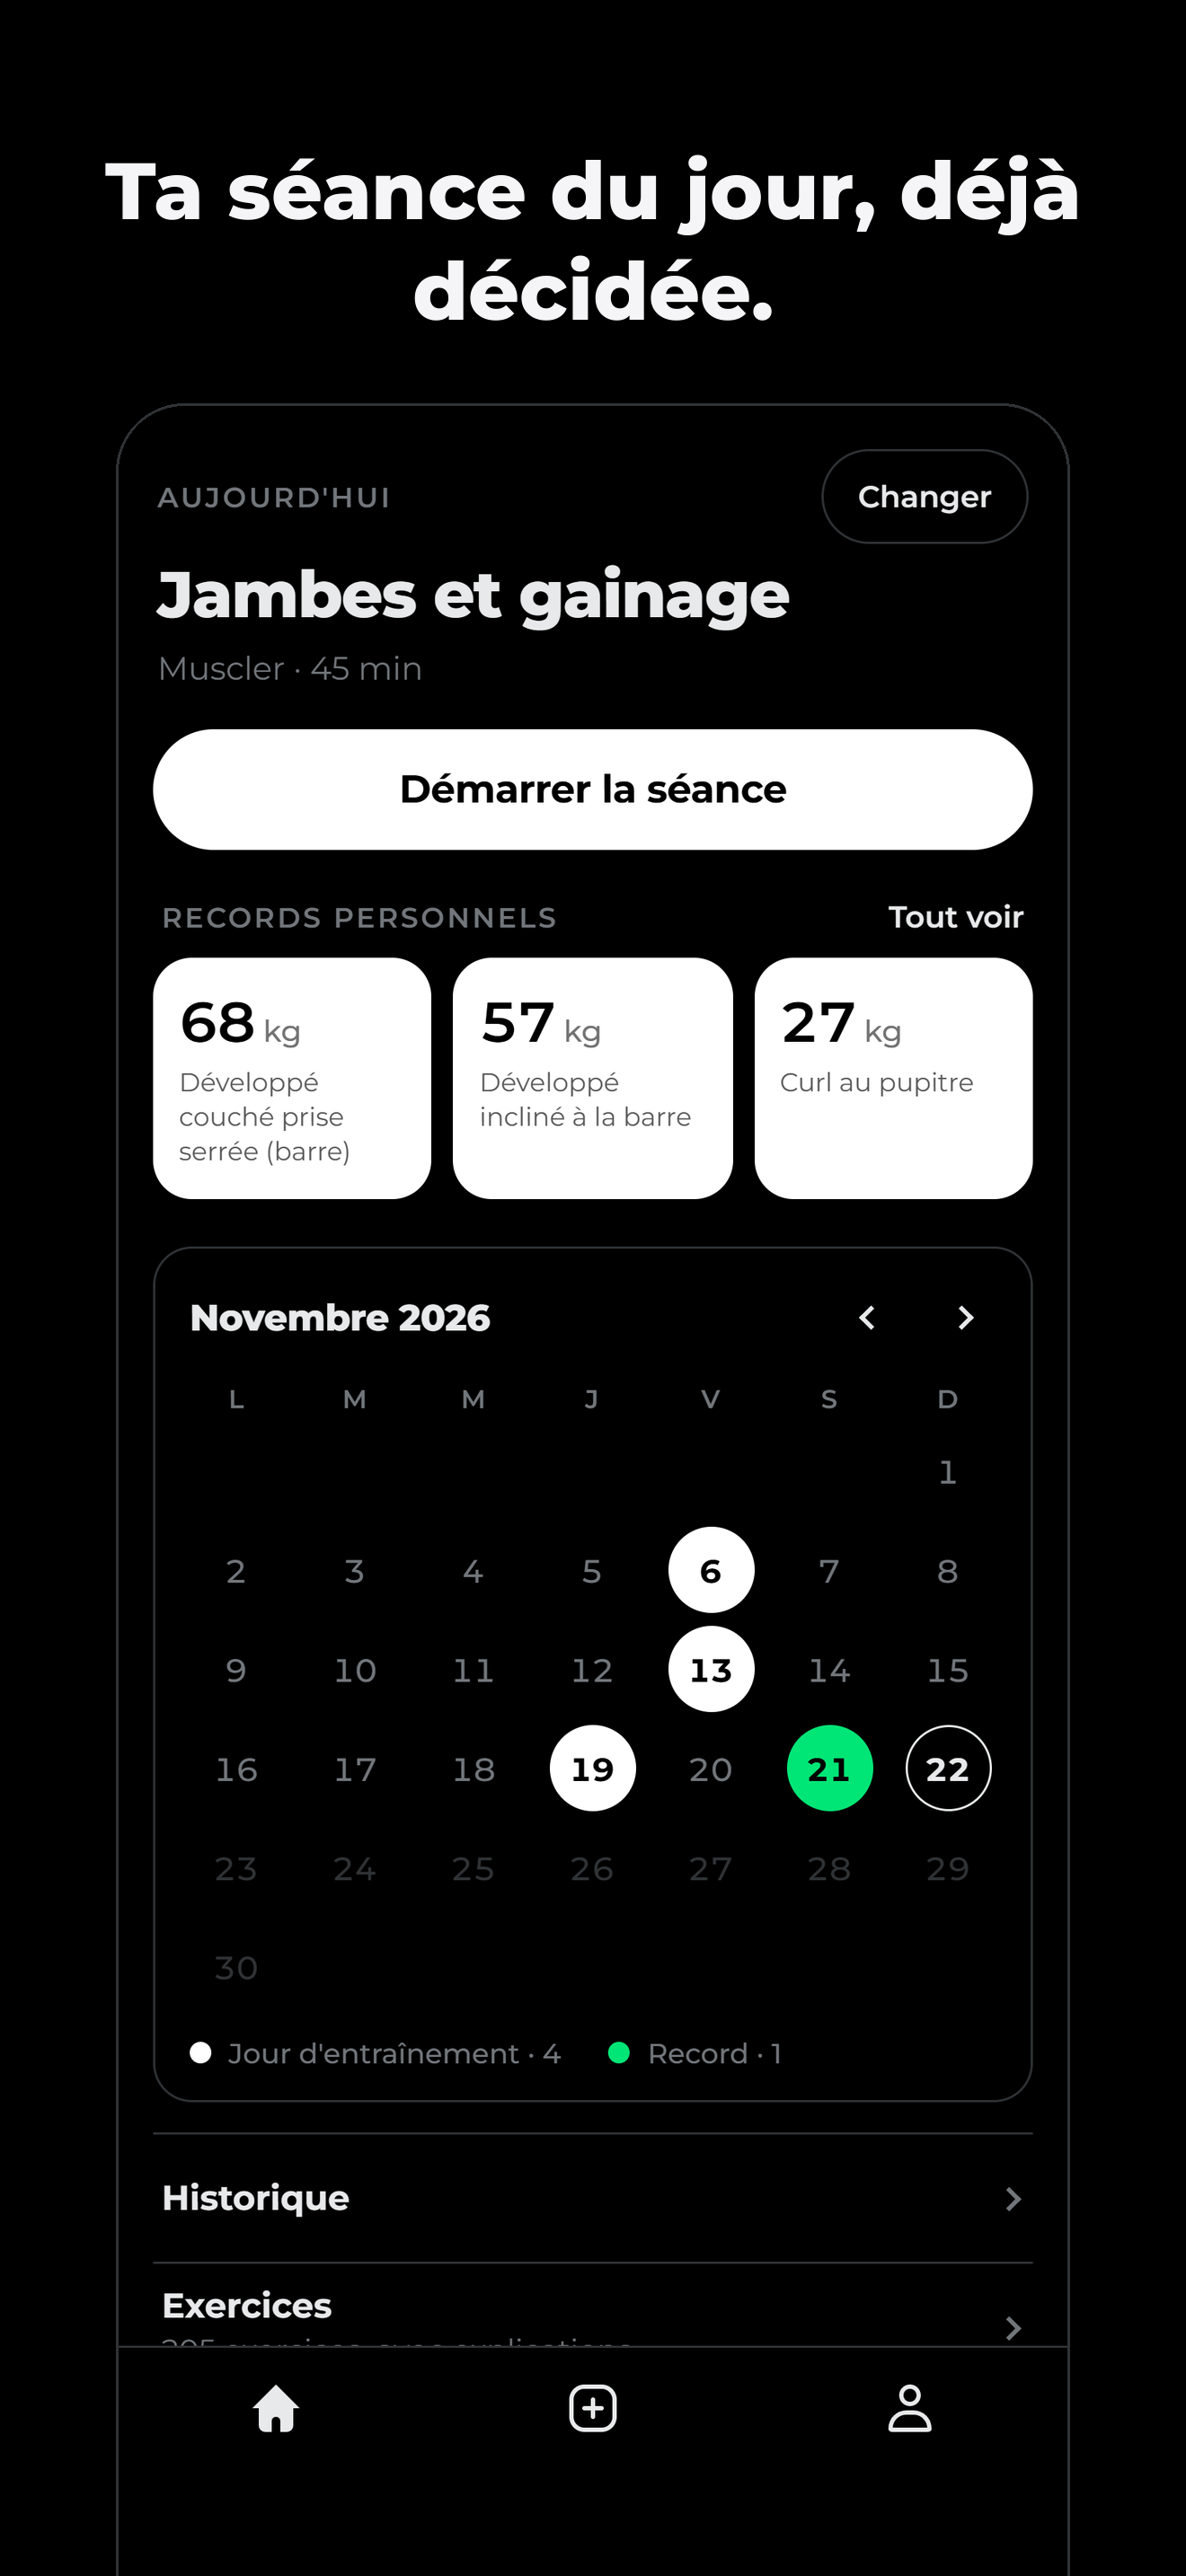 Ta séance du jour, déjà
décidée.
AUJOURD'HUI
Changer
Jambes et gainage
Muscler · 45 min
Démarrer la séance
RECORDS PERSONNELS
Tout voir
68 kg
Développé
couché prise
serrée (barre)
57 kg
Développé
incliné à la barre
27 kg
Curl au pupitre
Novembre 2026
L M M J V S D
1
2 3 4 5 6 7 8
9 10 11 12 13 14 15
16 17 18 19 20 21 22
23 24 25 26 27 28 29
30
Jour d'entraînement · 4
Record · 1
Historique
Exercices